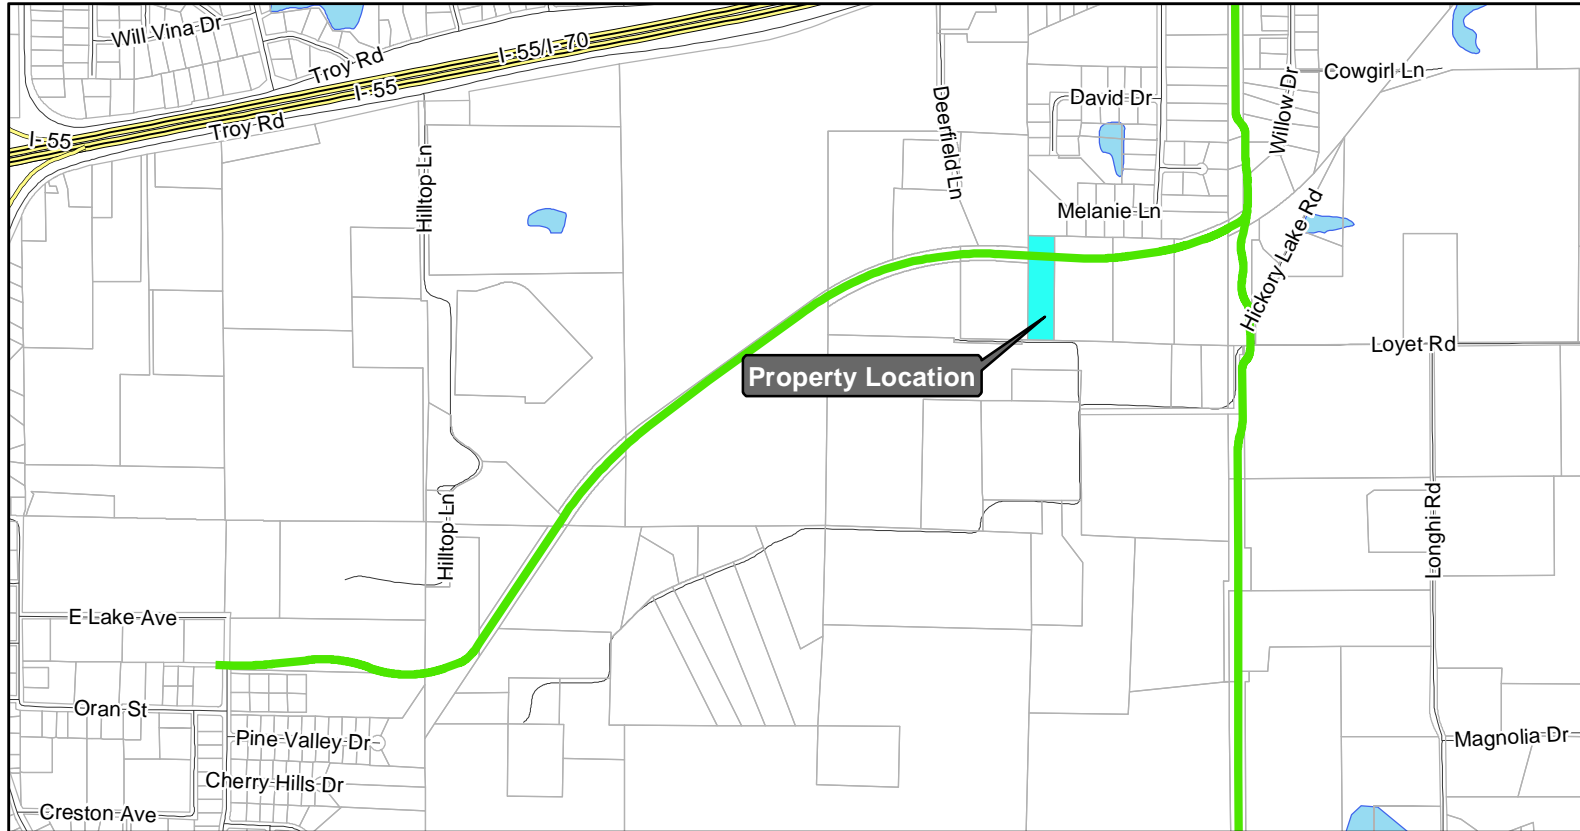 Will Vina Dr
Troy Rd
I- 55/I- 70
I- 55
I- 55
Troy Rd
Cowgirl Ln
David Dr
Willow Dr
Deerfield Ln
Hilltop Ln
Melanie Ln
Hickory Lake Rd
Loyet Rd
Property Location
Hilltop Ln
Longhi Rd
E Lake Ave
Oran St
Pine Valley Dr
Magnolia Dr
Cherry Hills Dr
Creston Ave